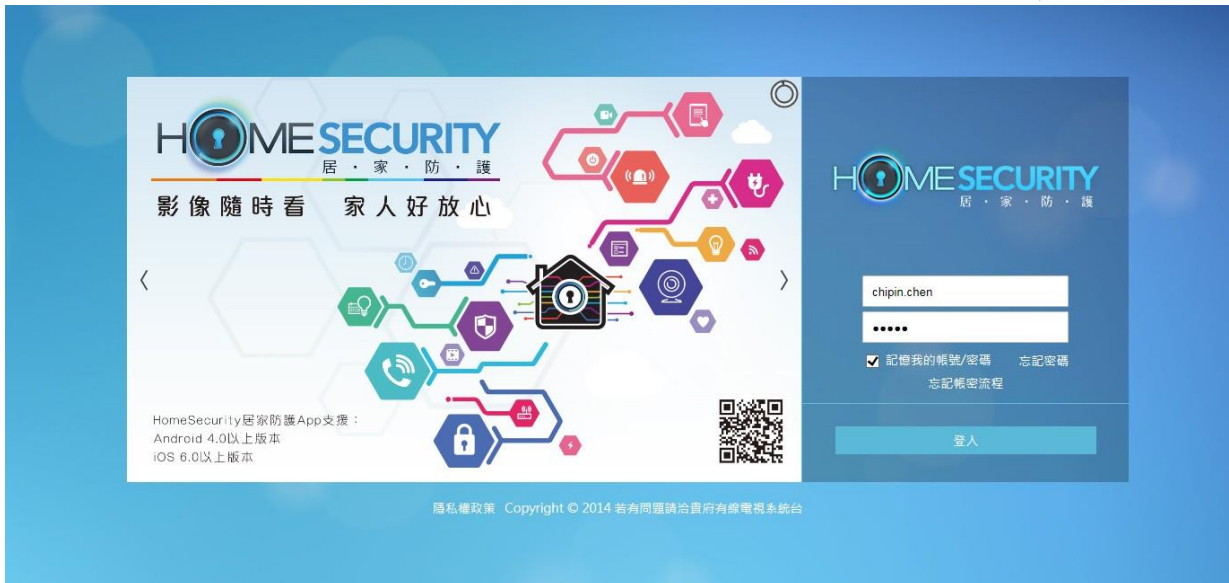 HOMESECURITY
居・家・防・護
影像隨時看 家人好放心
HomeSecurity居家防護App支援：
Android 4.0以上版本
iOS 6.0以上版本
HOMESECURITY
居・家・防・護
chipin.chen
•••••
記憶我的帳號/密碼 忘記密碼
忘記帳密流程
登入
隱私權政策 Copyright © 2014 若有問題請洽貴府有線電視系統台